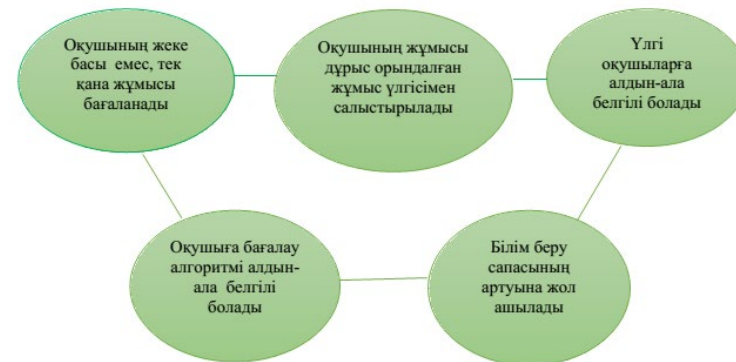 Оқушының жеке
басы емес, тек
қана жұмысы
бағаланады
Оқушының жұмысы
дұрыс орындалған
жұмыс үлгісімен
салыстырылады
Үлгі
оқушыларға
алдын-ала
белгілі болады
Оқушыға бағалау
алгоритмі алдын-
ала белгілі
болады
Білім беру
сапасының
артуына жол
ашылады